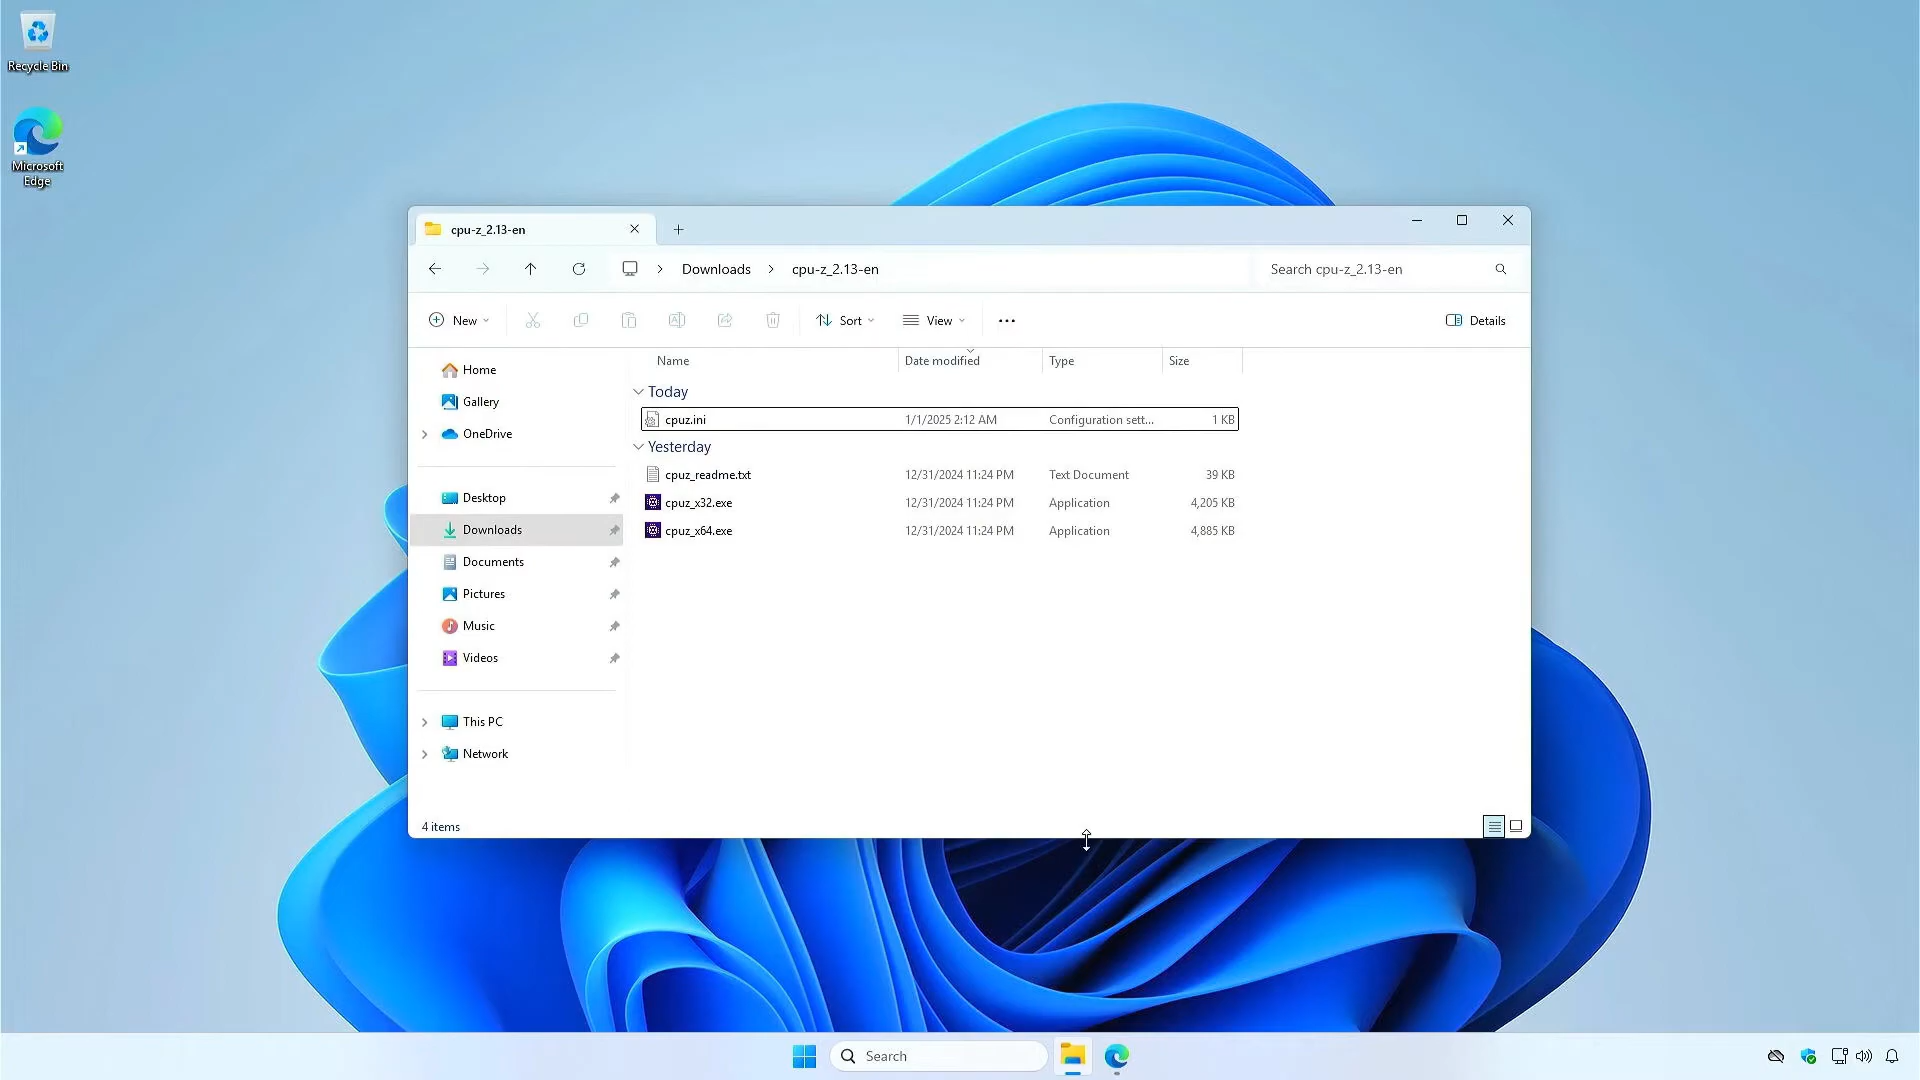 Recycle Bin
Microsoft
Edge
cpu-z_2.13-en
Downloads
cpu-z_2.13-en
Search cpu-z_2.13-en
New
Sort
View
Details
Home
Gallery
OneDrive
Desktop
Downloads
Documents
Pictures
Music
Videos
This PC
Network
Name Date modified Type Size
Today
cpuz.ini 1/1/2025 2:12 AM Configuration sett... 1 KB
Yesterday
cpuz_readme.txt 12/31/2024 11:24 PM Text Document 39 KB
cpuz_x32.exe 12/31/2024 11:24 PM Application 4,205 KB
cpuz_x64.exe 12/31/2024 11:24 PM Application 4,885 KB
4 items
Search